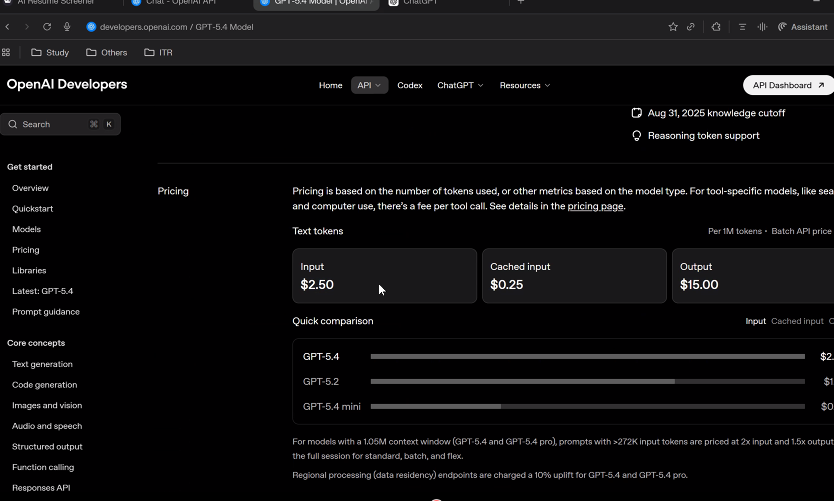 AI Resume Screener
Chat - OpenAI API
GPT-5.4 Model | OpenAI
ChatGPT
developers.openai.com / GPT-5.4 Model
Assistant
Study
Others
ITR
OpenAI Developers
Home
API
Codex
ChatGPT
Resources
API Dashboard
Search
⌘ K
Aug 31, 2025 knowledge cutoff
Reasoning token support
Get started
Overview
Quickstart
Models
Pricing
Libraries
Latest: GPT-5.4
Prompt guidance
Core concepts
Text generation
Code generation
Images and vision
Audio and speech
Structured output
Function calling
Responses API
Pricing
Pricing is based on the number of tokens used, or other metrics based on the model type. For tool-specific models, like sea
and computer use, there's a fee per tool call. See details in the pricing page.
Text tokens
Per 1M tokens • Batch API price
Input
$2.50
Cached input
$0.25
Output
$15.00
Quick comparison
Input Cached input
GPT-5.4
$2.
GPT-5.2
$1
GPT-5.4 mini
$0
For models with a 1.05M context window (GPT-5.4 and GPT-5.4 pro), prompts with >272K input tokens are priced at 2x input and 1.5x output
the full session for standard, batch, and flex.
Regional processing (data residency) endpoints are charged a 10% uplift for GPT-5.4 and GPT-5.4 pro.